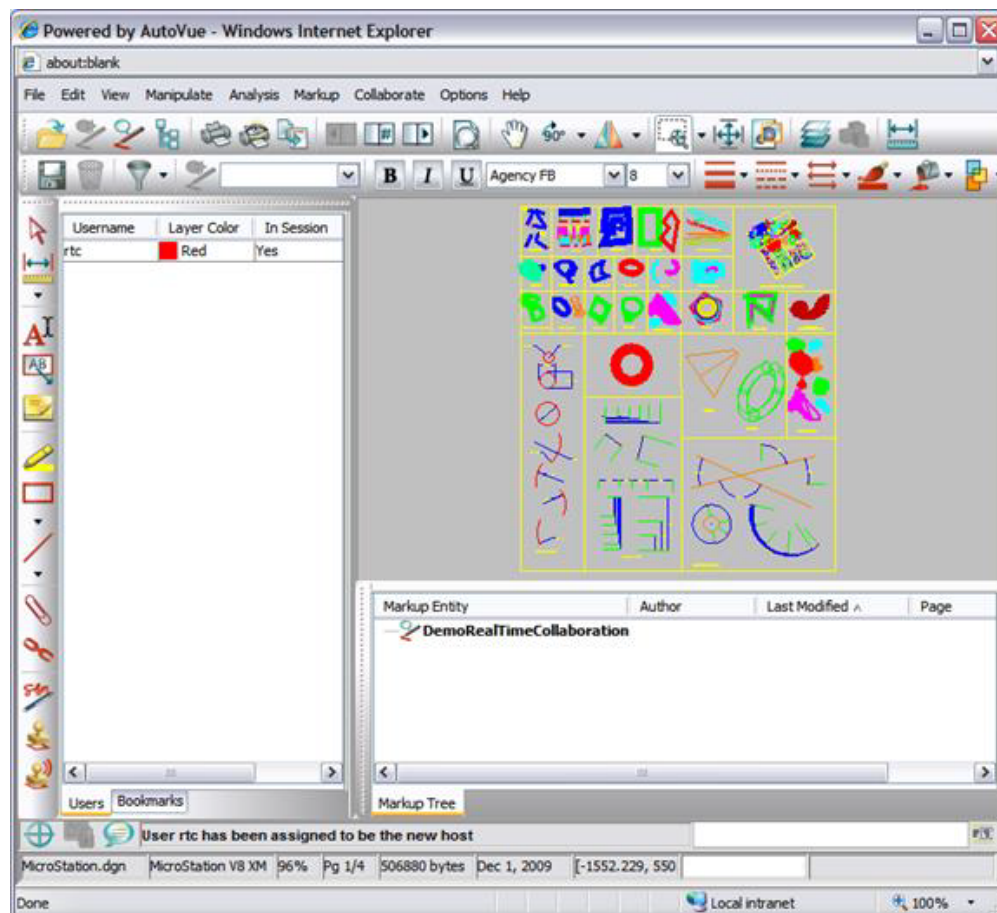 Powered by AutoVue - Windows Internet Explorer
about:blank
File Edit View Manipulate Analysis Markup Collaborate Options Help
90°
B I U Agency FB 8
Username Layer Color In Session
rtc Red Yes
A
AB
Markup Entity Author Last Modified Page
DemoRealTimeCollaboration
Users Bookmarks
Markup Tree
User rtc has been assigned to be the new host
MicroStation.dgn MicroStation V8 XM 96% Pg 1/4 506880 bytes Dec 1, 2009 [-1552.229, 550
Done Local intranet 100%